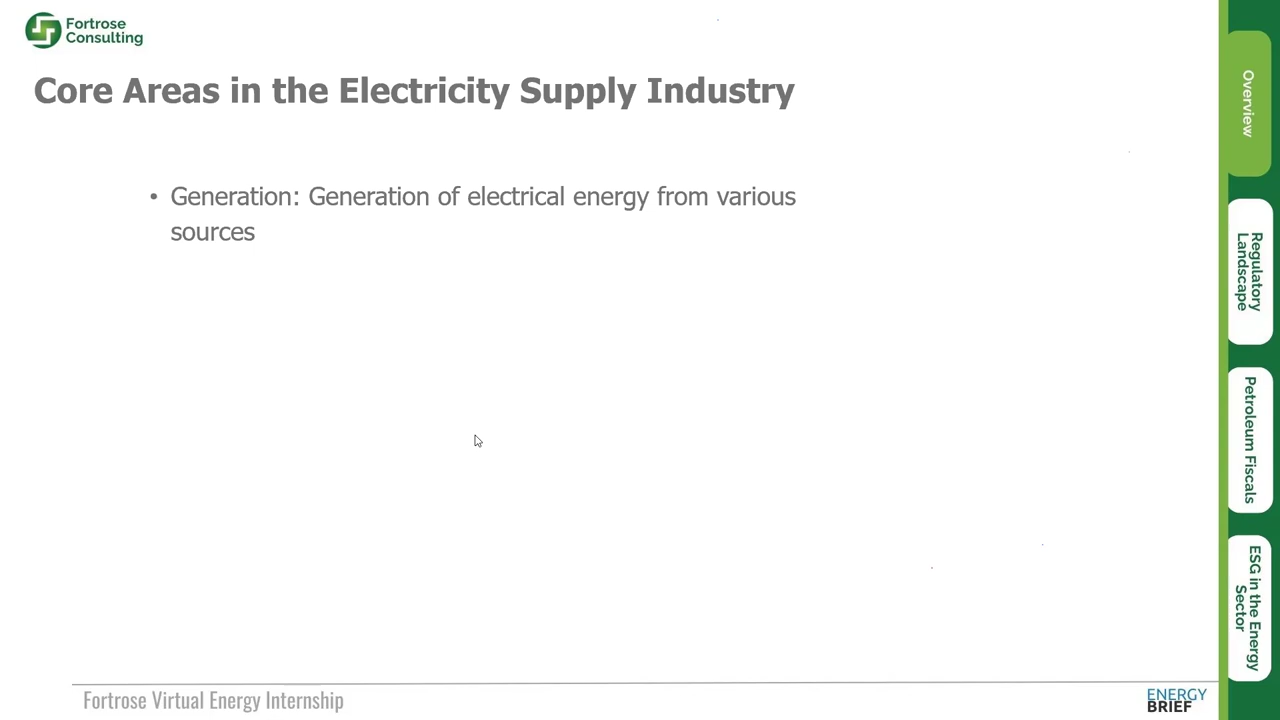 Fortrose
Consulting
Core Areas in the Electricity Supply Industry
• Generation: Generation of electrical energy from various
sources
Overview
Regulatory
Landscape
Petroleum Fiscals
ESG in the Energy
Sector
Fortrose Virtual Energy Internship
ENERGY
BRIEF